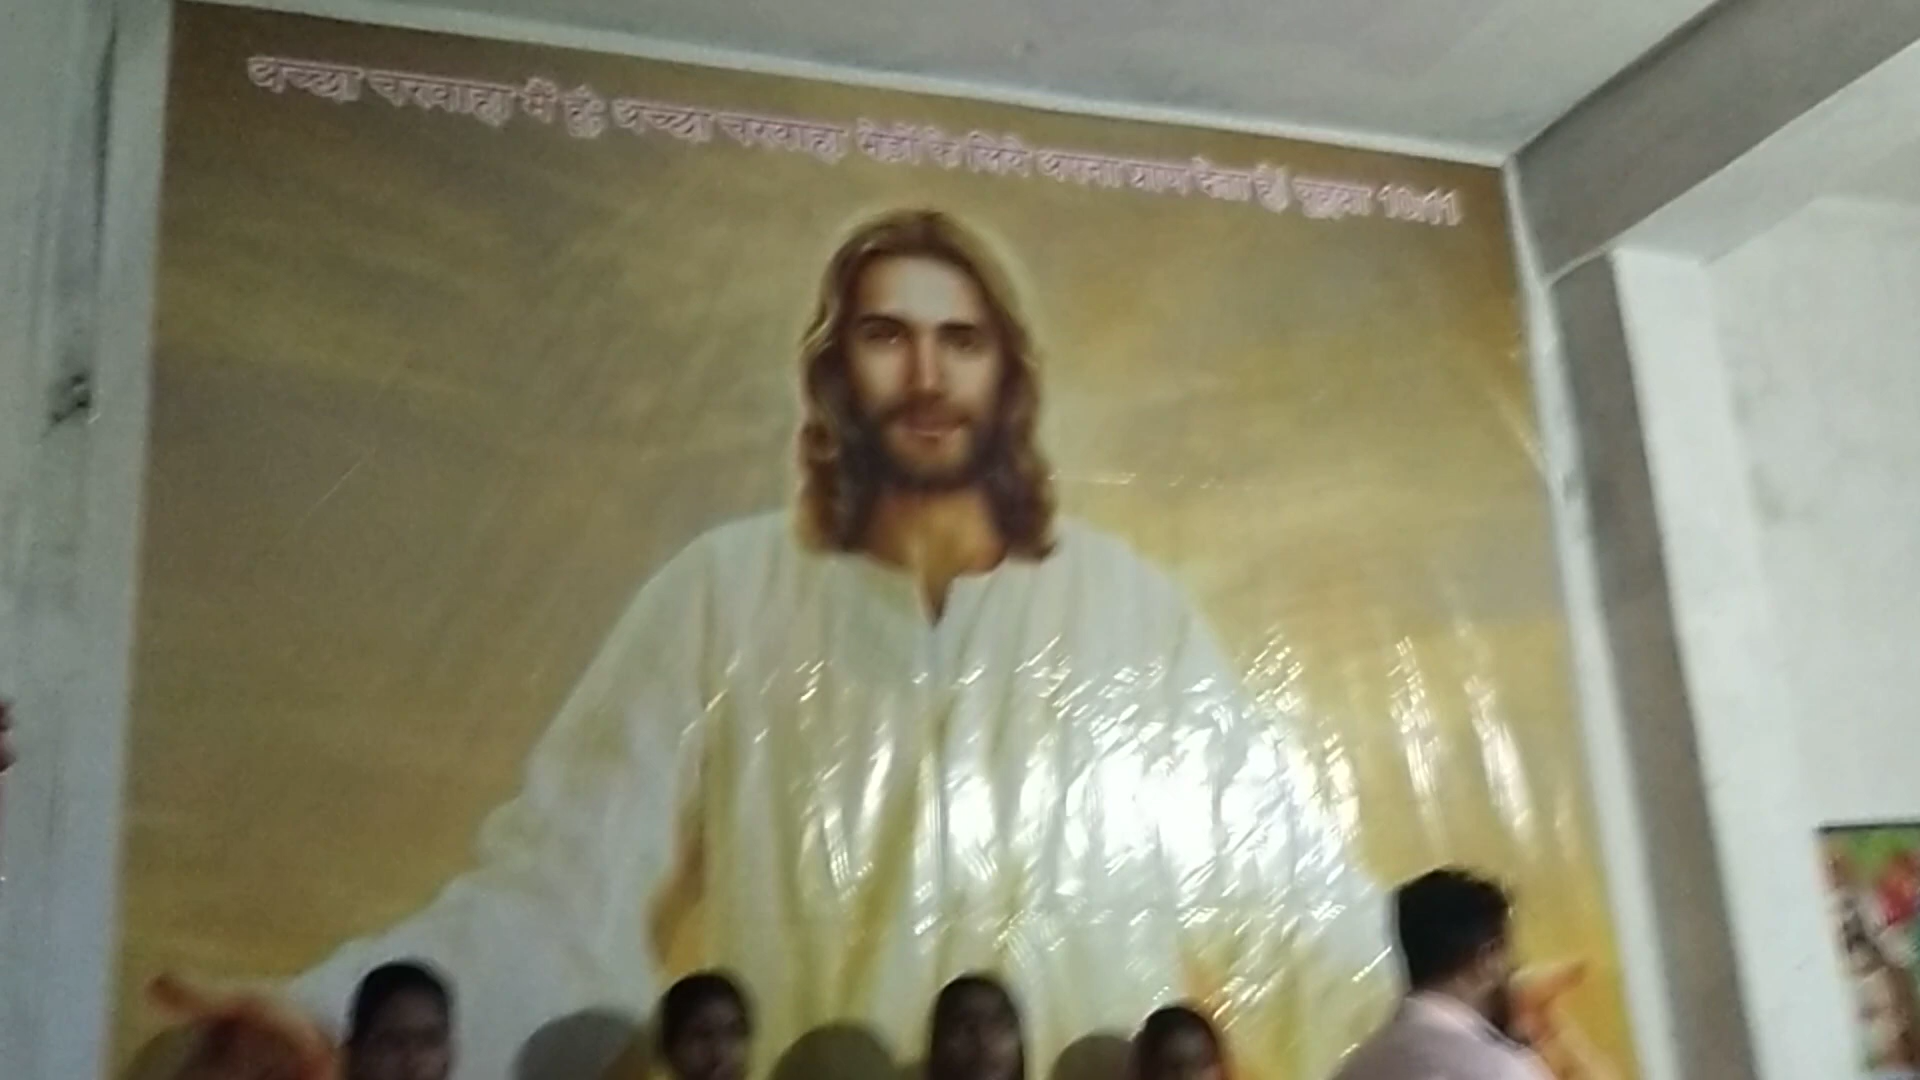 अच्छा चरवाहा मैं हूँ; अच्छा चरवाहा भेड़ों के लिये अपना प्राण देता है। यूहन्ना 10:11